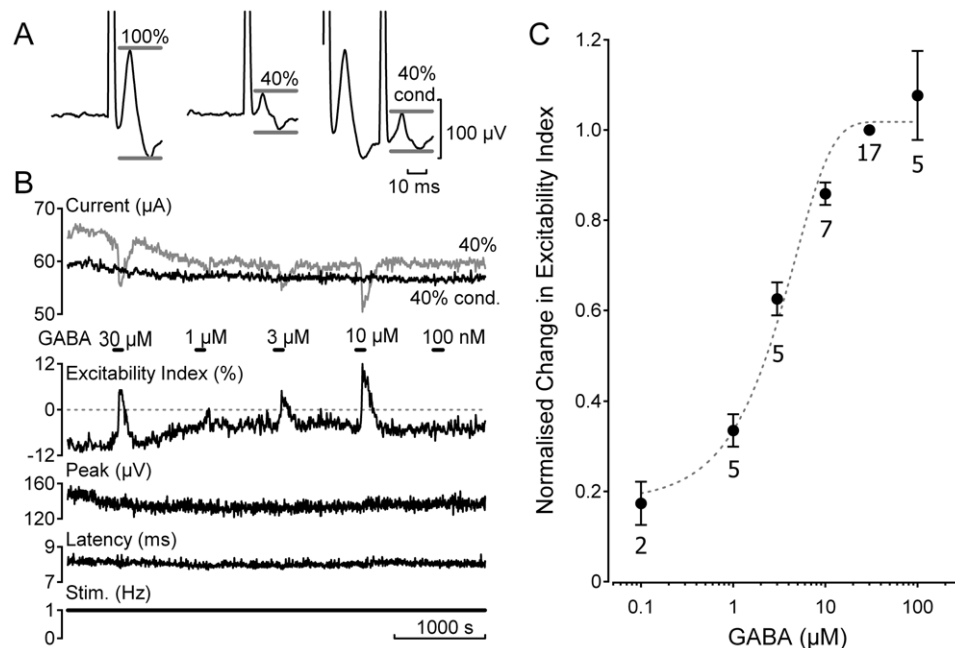 A
100%
40%
40%
cond.
100 µV
10 ms
B
Current (µA)
70
60
50
40%
40% cond.
GABA 30 µM 1 µM 3 µM 10 µM 100 nM
Excitability Index (%)
12
0
-12
Peak (µV)
160
120
Latency (ms)
9
7
Stim. (Hz)
1
0
1000 s
C
Normalised Change in Excitability Index
1.2
1.0
0.8
0.6
0.4
0.2
0
2
5
5
7
17
5
0.1 1 10 100
GABA (µM)